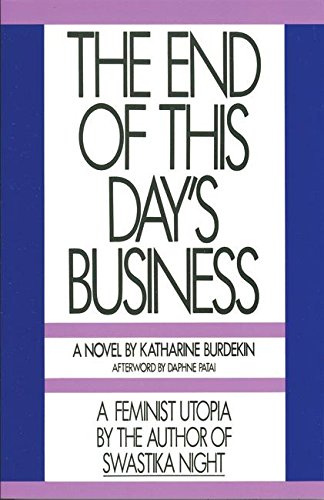 THE END
OF THIS
DAY'S
BUSINESS
A NOVEL BY KATHARINE BURDEKIN
AFTERWORD BY DAPHNE PATAI
A FEMINIST UTOPIA
BY THE AUTHOR OF
SWASTIKA NIGHT